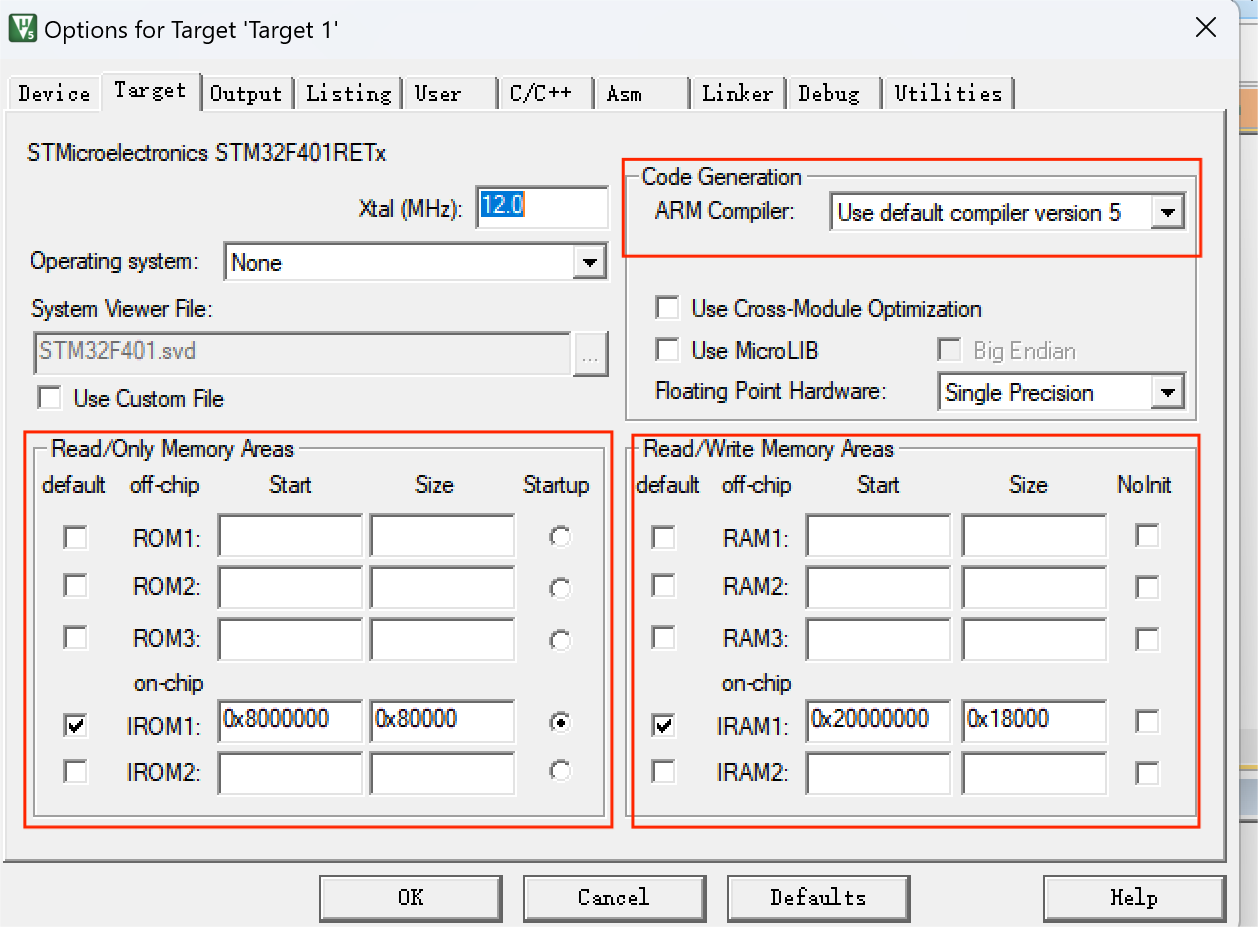 Options for Target 'Target 1'
Device Target Output Listing User C/C++ Asm Linker Debug Utilities
STMicroelectronics STM32F401RETx
Xtal (MHz): 12.0
Operating system: None
System Viewer File:
STM32F401.svd ...
Use Custom File
Code Generation
ARM Compiler: Use default compiler version 5
Use Cross-Module Optimization
Use MicroLIB Big Endian
Floating Point Hardware: Single Precision
Read/Only Memory Areas
default off-chip Start Size Startup
ROM1:
ROM2:
ROM3:
on-chip
IROM1: 0x8000000 0x80000
IROM2:
Read/Write Memory Areas
default off-chip Start Size NoInit
RAM1:
RAM2:
RAM3:
on-chip
IRAM1: 0x20000000 0x18000
IRAM2:
OK Cancel Defaults Help